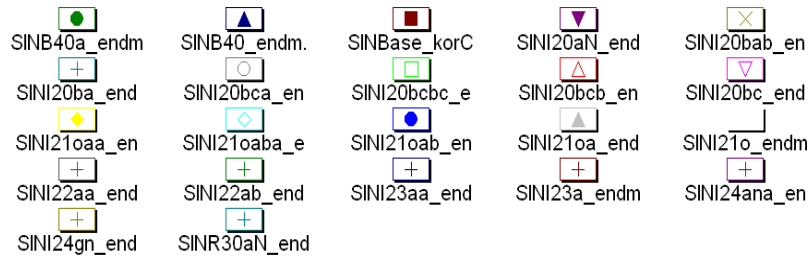 SINB40a_endm SINB40_endm. SINBase_korC SINI20aN_end SINI20bab_en
SINI20ba_end SINI20bca_en SINI20bcbc_e SINI20bcb_en SINI20bc_end
SINI21oaa_en SINI21oaba_e SINI21oab_en SINI21oa_end SINI21o_endm
SINI22aa_end SINI22ab_end SINI23aa_end SINI23a_endm SINI24ana_en
SINI24gn_end SINR30aN_end